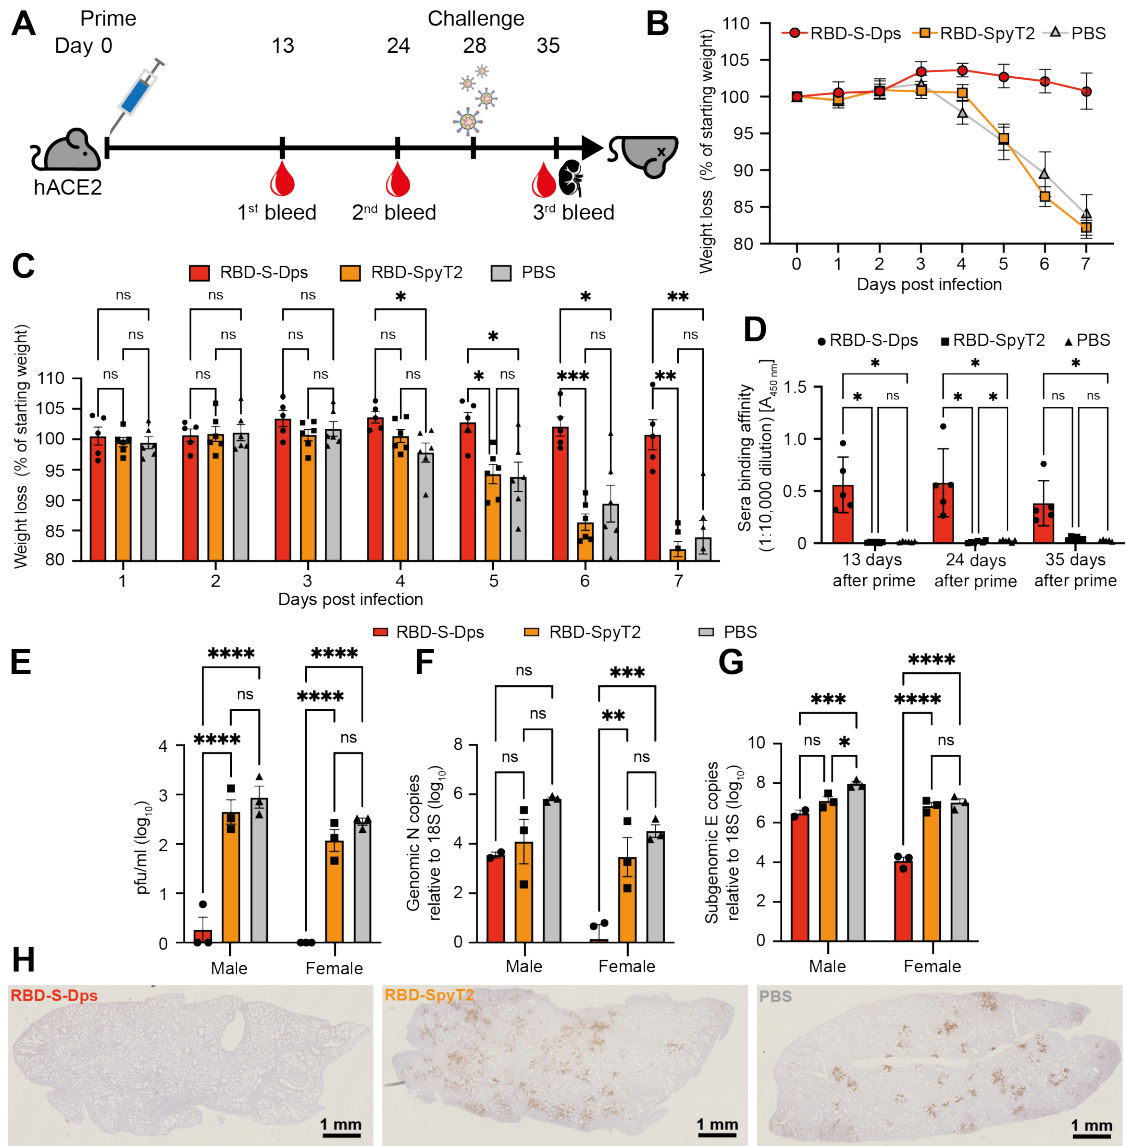 A
Prime
Challenge
Day 0
13
24
28
35
hACE2
x
1st bleed
2nd bleed
3rd bleed
B
RBD-S-Dps
RBD-SpyT2
PBS
Weight loss (% of starting weight)
110
105
100
95
90
85
80
0
1
2
3
4
5
6
7
Days post infection
C
RBD-S-Dps
RBD-SpyT2
PBS
Weight loss (% of starting weight)
110
105
100
95
90
85
80
ns
ns
ns
ns
ns
ns
ns
ns
ns
*
ns
ns
*
*
ns
*
***
ns
**
**
ns
1
2
3
4
5
6
7
Days post infection
D
RBD-S-Dps
RBD-SpyT2
PBS
Sera binding affinity
(1:10,000 dilution) [A450 nm]
1.5
1.0
0.5
0
*
*
ns
*
*
*
*
ns
ns
13 days
after prime
24 days
after prime
35 days
after prime
RBD-S-Dps
RBD-SpyT2
PBS
E
pfu/ml (log10)
4
3
2
1
0
****
ns
****
****
****
ns
Male
Female
F
Genomic N copies
relative to 18S (log10)
8
6
4
2
0
ns
ns
ns
***
**
ns
Male
Female
G
Subgenomic E copies
relative to 18S (log10)
10
8
6
4
2
0
***
ns
*
****
****
ns
Male
Female
H
RBD-S-Dps
1 mm
RBD-SpyT2
1 mm
PBS
1 mm